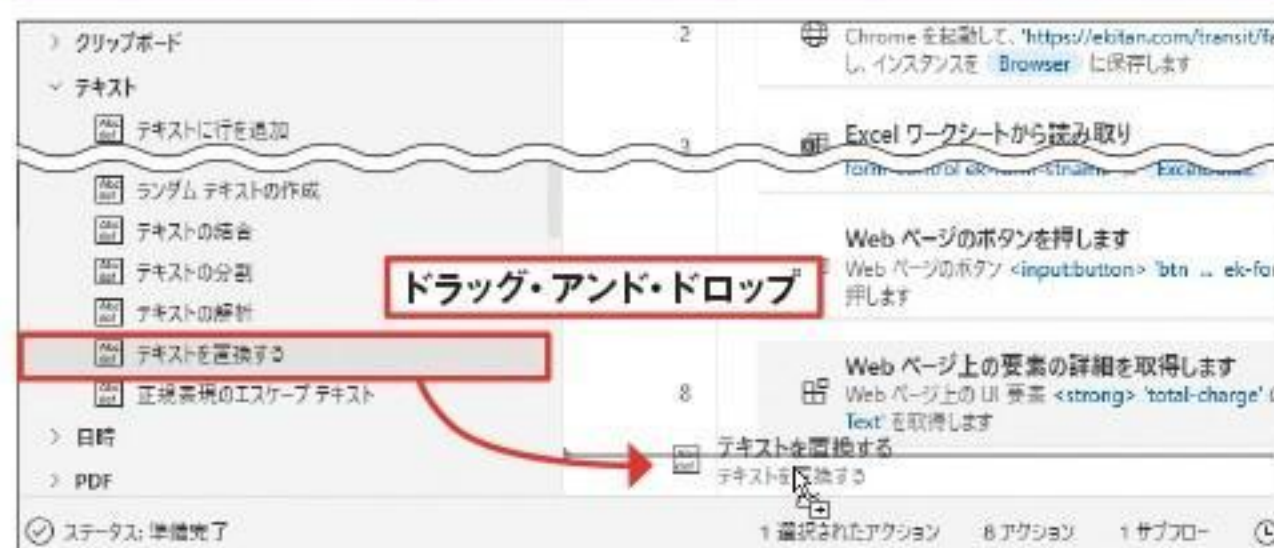 クリップボード
テキスト
テキストに行を追加
ランダム テキストの作成
テキストの結合
テキストの分割
テキストの解析
テキストを置換する
正規表現のエスケープ テキスト
日時
PDF
ドラッグ・アンド・ドロップ
2
Chrome を起動して、'https://ekitan.com/transit/fa
し、インスタンスを Browser に保存します
3
Excel ワークシートから読み取り
Web ページのボタンを押します
Web ページのボタン <input:button> 'btn ... ek-for
押します
8
Web ページ上の要素の詳細を取得します
Web ページ上の UI 要素 <strong> 'total-charge'
Text' を取得します
テキストを置換する
テキストを置換する
ステータス: 準備完了
1 選択されたアクション
8 アクション
1 サブフロー